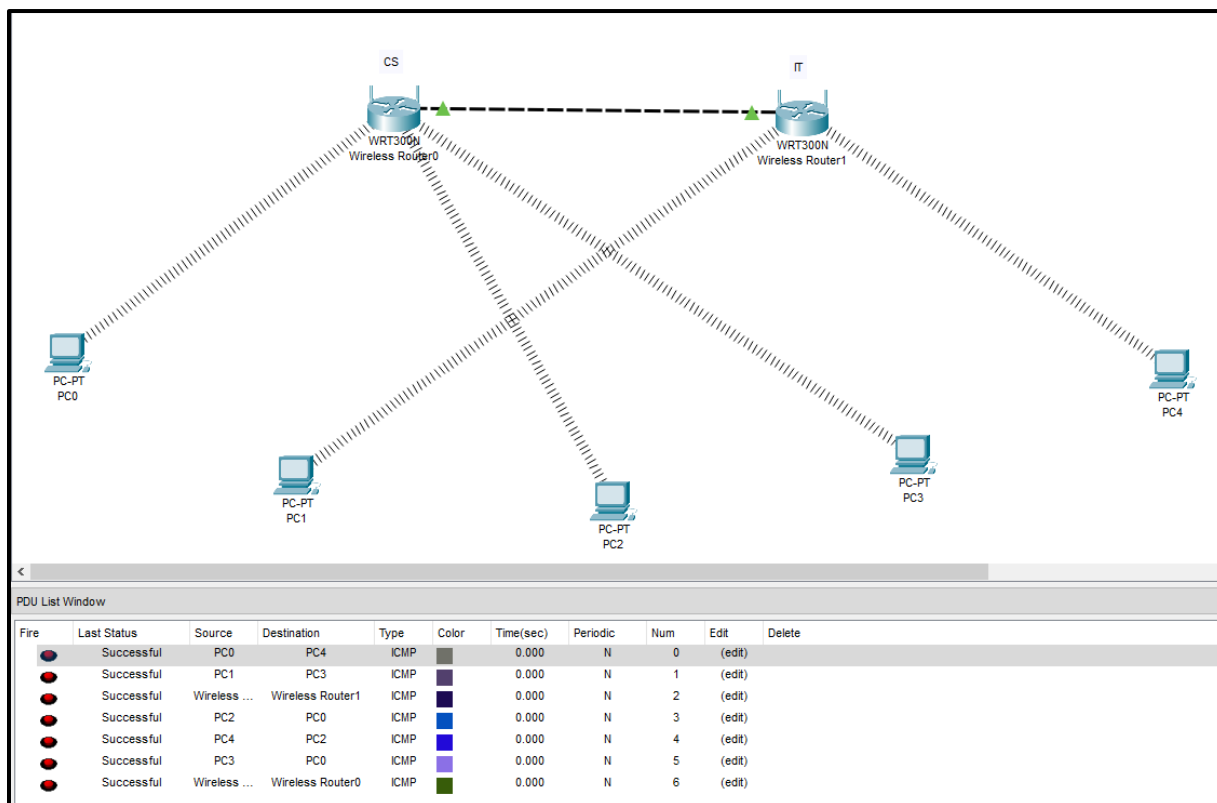 CS
IT
WRT300N
Wireless Router0
WRT300N
Wireless Router1
PC-PT
PC0
PC-PT
PC4
PC-PT
PC3
PC-PT
PC1
PC-PT
PC2
PDU List Window
Fire Last Status Source Destination Type Color Time(sec) Periodic Num Edit Delete
Successful PC0 PC4 ICMP 0.000 N 0 (edit)
Successful PC1 PC3 ICMP 0.000 N 1 (edit)
Successful Wireless ... Wireless Router1 ICMP 0.000 N 2 (edit)
Successful PC2 PC0 ICMP 0.000 N 3 (edit)
Successful PC4 PC2 ICMP 0.000 N 4 (edit)
Successful PC3 PC0 ICMP 0.000 N 5 (edit)
Successful Wireless ... Wireless Router0 ICMP 0.000 N 6 (edit)